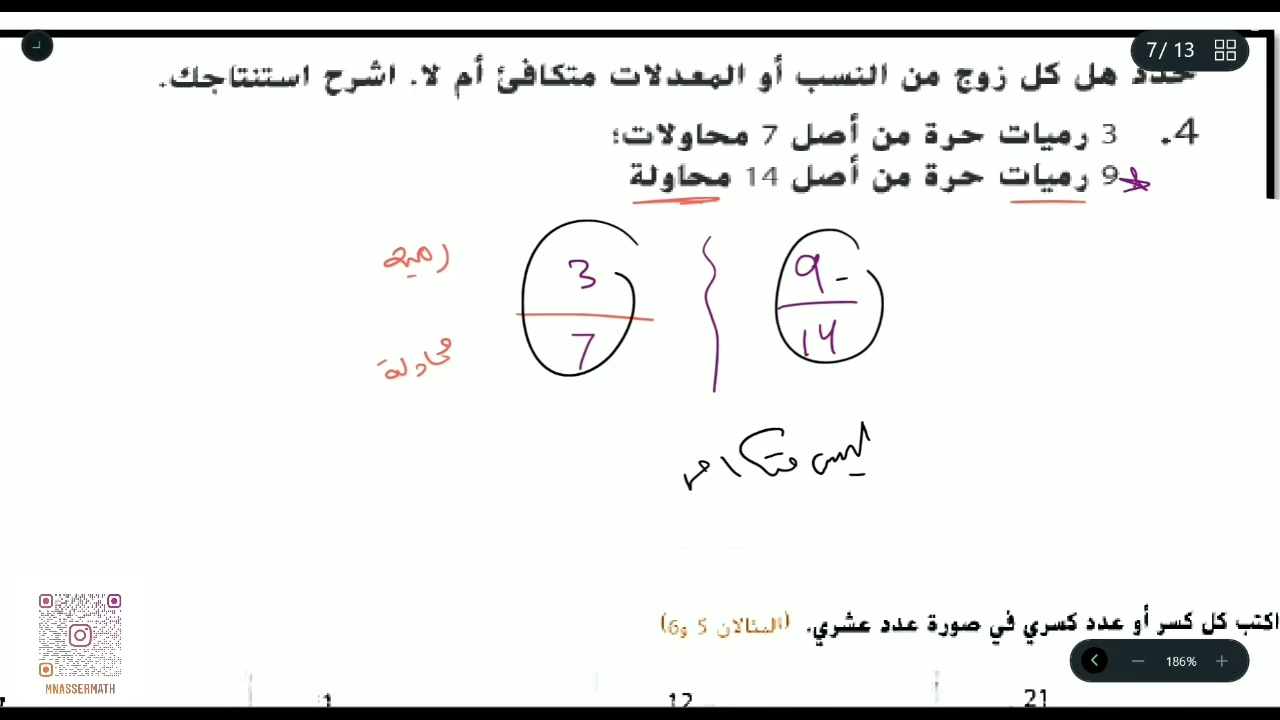 7/ 13
حدد هل كل زوج من النسب أو المعدلات متكافئ أم لا. اشرح استنتاجك.
4. 3 رميات حرة من أصل 7 محاولات؛
9 رميات حرة من أصل 14 محاولة
رمية 3 9
محاولة 7 14
ليس متكافئ
اكتب كل كسر أو عدد كسري في صورة عدد عشري. (المثالان 5 و6)
186%
MNASSERMATH
21 12 1